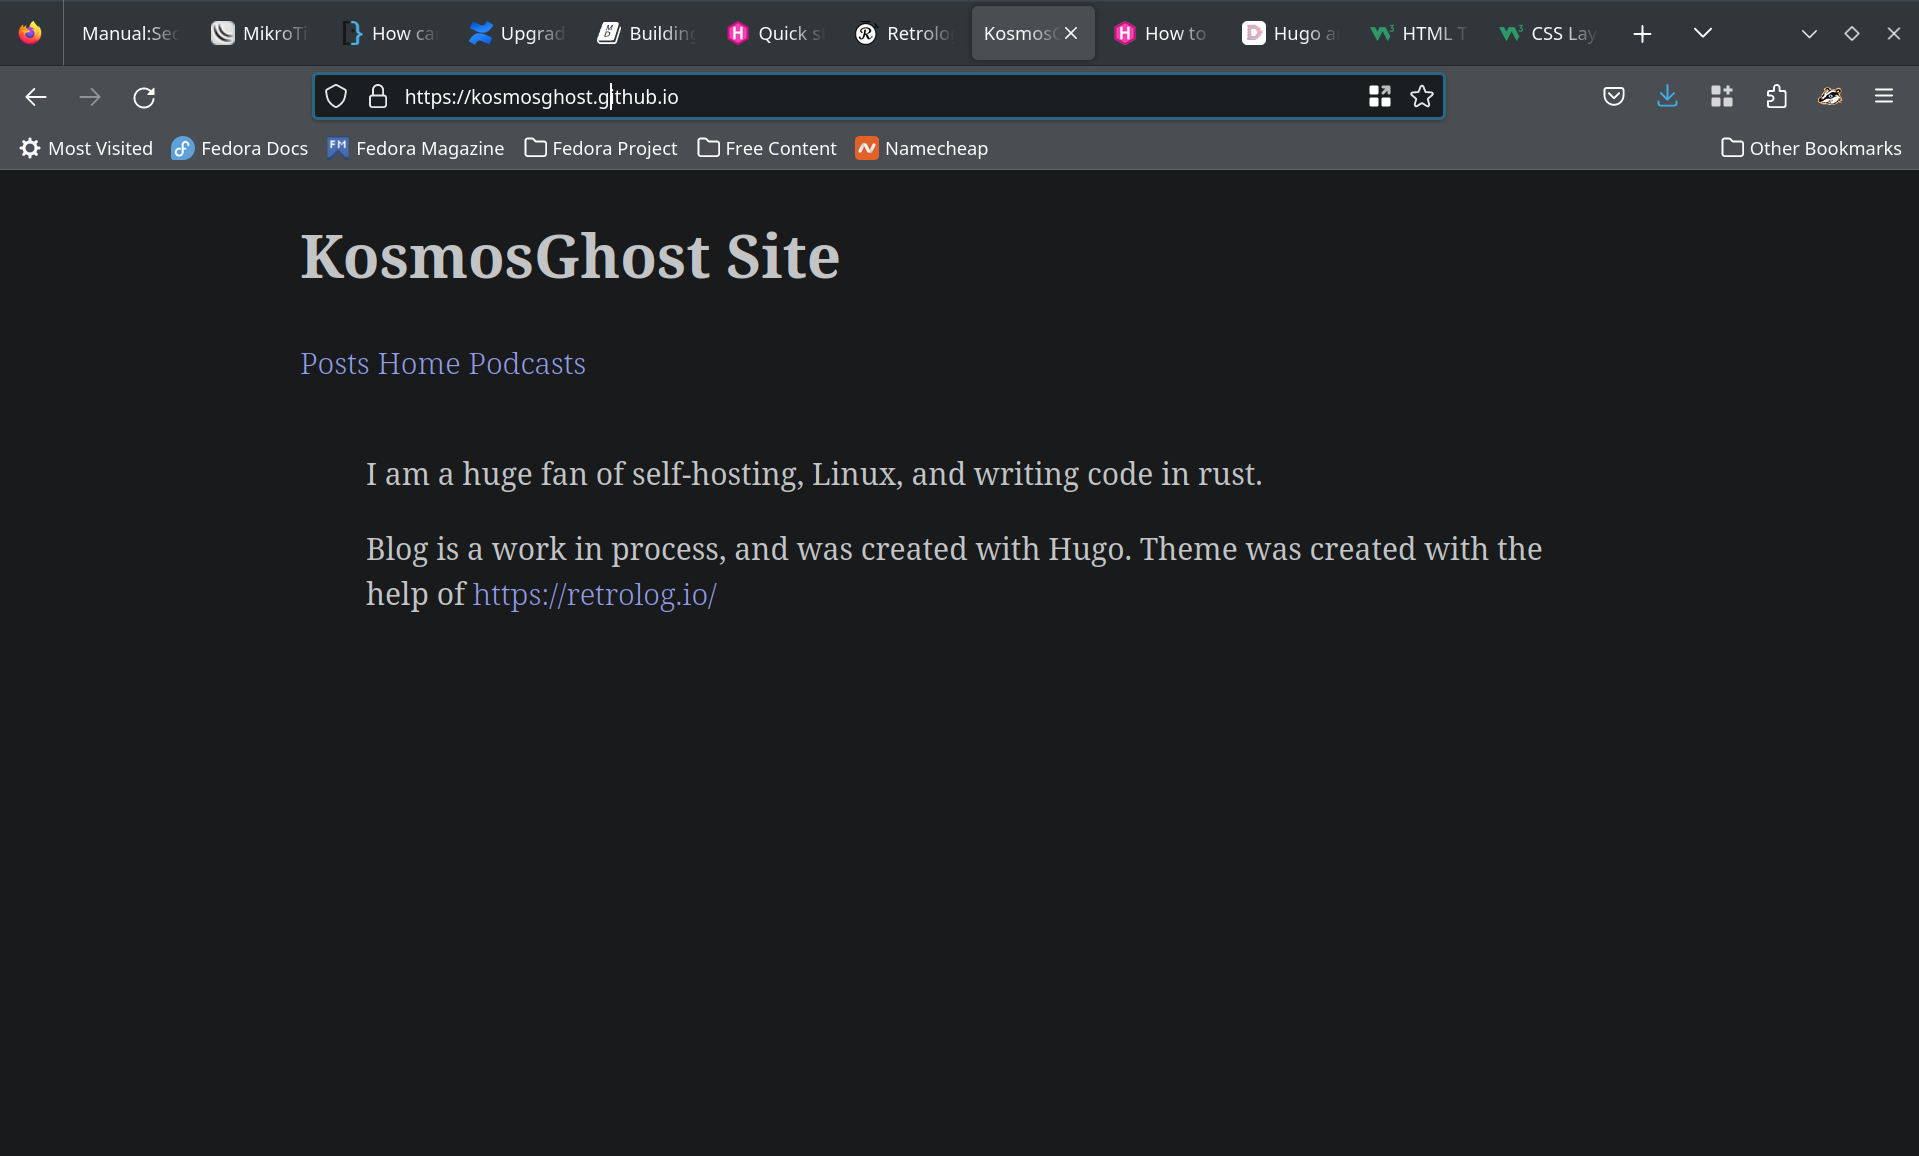 Manual:Sec MikroTi How ca Upgrad Building Quick s Retrolo KosmosG How to Hugo a HTML T CSS Lay
https://kosmosghost.github.io
Most Visited Fedora Docs FM Fedora Magazine Fedora Project Free Content Namecheap Other Bookmarks
KosmosGhost Site
Posts Home Podcasts
I am a huge fan of self-hosting, Linux, and writing code in rust.
Blog is a work in process, and was created with Hugo. Theme was created with the
help of https://retrolog.io/